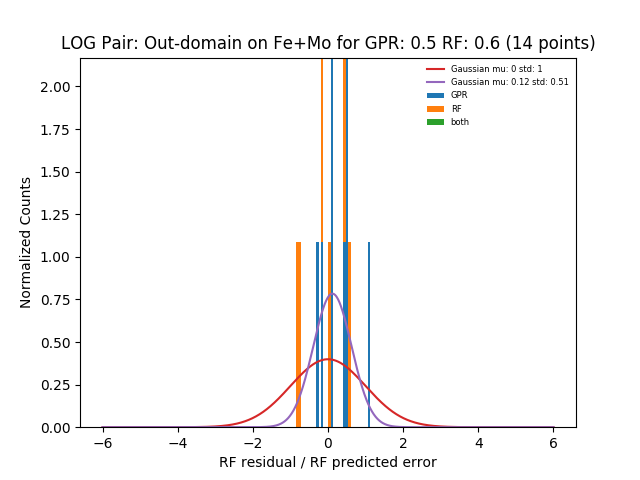 LOG Pair: Out-domain on Fe+Mo for GPR: 0.5 RF: 0.6 (14 points)
Gaussian mu: 0 std: 1
Gaussian mu: 0.12 std: 0.51
GPR
RF
both
Normalized Counts
2.00
1.75
1.50
1.25
1.00
0.75
0.50
0.25
0.00
−6 −4 −2 0 2 4 6
RF residual / RF predicted error